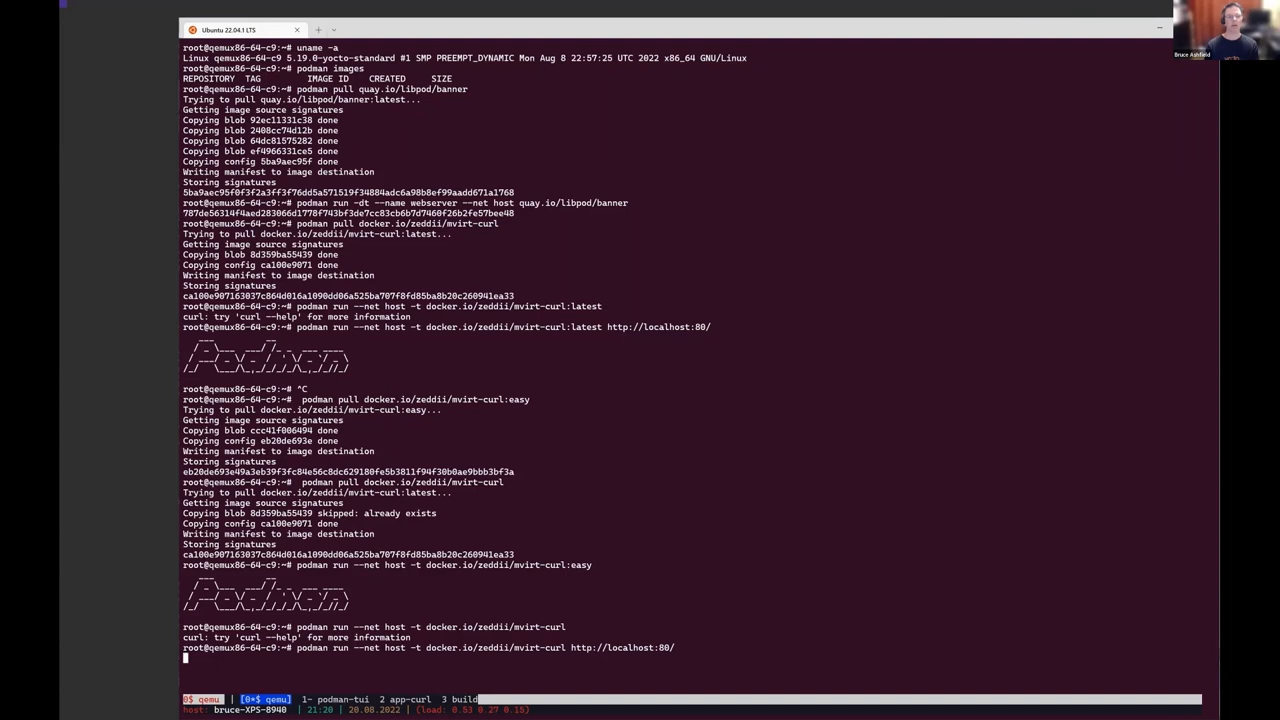 Ubuntu 22.04.1 LTS
Bruce Ashfield
root@qemux86-64-c9:~# uname -a
Linux qemux86-64-c9 5.19.0-yocto-standard #1 SMP PREEMPT_DYNAMIC Mon Aug 8 22:57:25 UTC 2022 x86_64 GNU/Linux
root@qemux86-64-c9:~# podman images
REPOSITORY  TAG         IMAGE ID    CREATED     SIZE
root@qemux86-64-c9:~# podman pull quay.io/libpod/banner
Trying to pull quay.io/libpod/banner:latest...
Getting image source signatures
Copying blob 92ec11331c38 done
Copying blob 2408cc74d12b done
Copying blob 64dc81575282 done
Copying blob ef4966331ce5 done
Copying config 5ba9aec95f done
Writing manifest to image destination
Storing signatures
5ba9aec95f0f3f2a3ff3f76dd5a571519f34884adc6a98b8ef99aadd671a1768
root@qemux86-64-c9:~# podman run -dt --name webserver --net host quay.io/libpod/banner
787de56314f4aed283066d1778f743bf3de7cc83cb6b7d7460f26b2fe57bee48
root@qemux86-64-c9:~# podman pull docker.io/zeddii/mvirt-curl
Trying to pull docker.io/zeddii/mvirt-curl:latest...
Getting image source signatures
Copying blob 8d359ba55439 done
Copying config ca100e9071 done
Writing manifest to image destination
Storing signatures
ca100e907163037c864d016a1090dd06a525ba707f8fd85ba8b20c260941ea33
root@qemux86-64-c9:~# podman run --net host -t docker.io/zeddii/mvirt-curl:latest
curl: try 'curl --help' for more information
root@qemux86-64-c9:~# podman run --net host -t docker.io/zeddii/mvirt-curl:latest http://localhost:80/
Podman
root@qemux86-64-c9:~# ^C
root@qemux86-64-c9:~#  podman pull docker.io/zeddii/mvirt-curl:easy
Trying to pull docker.io/zeddii/mvirt-curl:easy...
Getting image source signatures
Copying blob ccc41f006494 done
Copying config eb20de693e done
Writing manifest to image destination
Storing signatures
eb20de693e49a3eb39f3fc84e56c8dc629180fe5b3811f94f30b0ae9bbb3bf3a
root@qemux86-64-c9:~#  podman pull docker.io/zeddii/mvirt-curl
Trying to pull docker.io/zeddii/mvirt-curl:latest...
Getting image source signatures
Copying blob 8d359ba55439 skipped: already exists
Copying config ca100e9071 done
Writing manifest to image destination
Storing signatures
ca100e907163037c864d016a1090dd06a525ba707f8fd85ba8b20c260941ea33
root@qemux86-64-c9:~# podman run --net host -t docker.io/zeddii/mvirt-curl:easy
Podman
root@qemux86-64-c9:~# podman run --net host -t docker.io/zeddii/mvirt-curl
curl: try 'curl --help' for more information
root@qemux86-64-c9:~# podman run --net host -t docker.io/zeddii/mvirt-curl http://localhost:80/
0$ qemu | [0*$ qemu]  1- podman-tui  2 app-curl  3 build
host: bruce-XPS-8940 | 21:20 | 20.08.2022 | (load: 0.53 0.27 0.15)